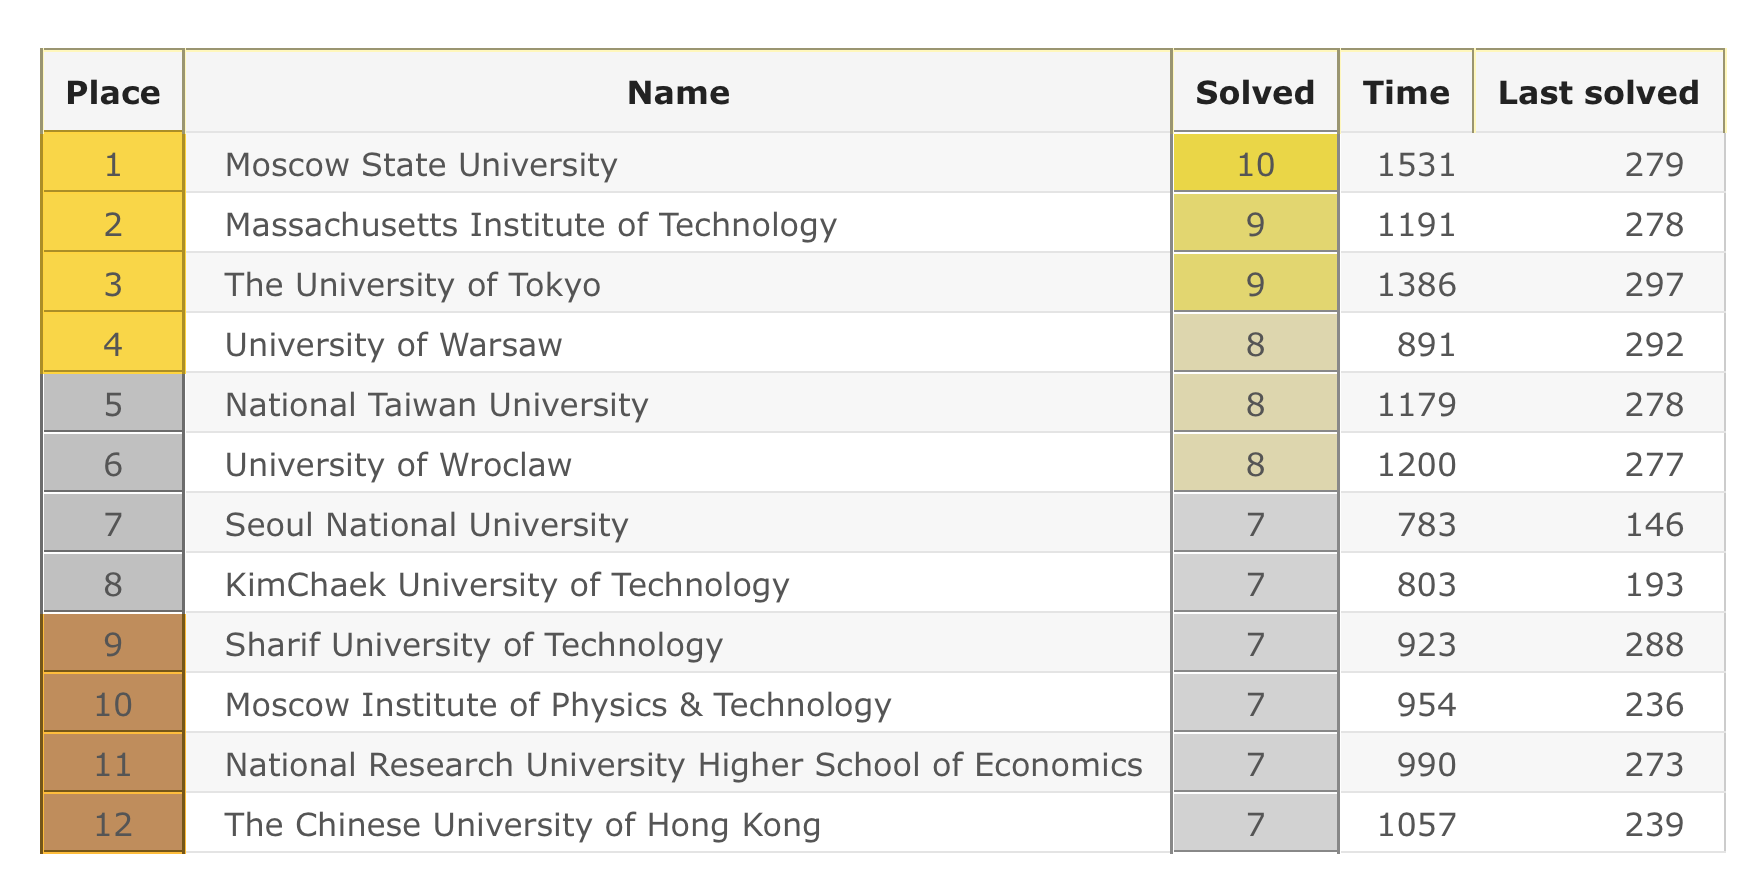 Place Name Solved Time Last solved
1 Moscow State University 10 1531 279
2 Massachusetts Institute of Technology 9 1191 278
3 The University of Tokyo 9 1386 297
4 University of Warsaw 8 891 292
5 National Taiwan University 8 1179 278
6 University of Wroclaw 8 1200 277
7 Seoul National University 7 783 146
8 KimChaek University of Technology 7 803 193
9 Sharif University of Technology 7 923 288
10 Moscow Institute of Physics & Technology 7 954 236
11 National Research University Higher School of Economics 7 990 273
12 The Chinese University of Hong Kong 7 1057 239